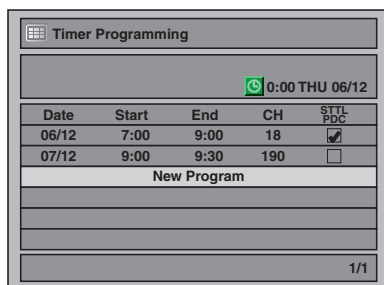 Timer Programming
0:00 THU 06/12
Date Start End CH STTL PDC
06/12 7:00 9:00 18
07/12 9:00 9:30 190
New Program
1/1